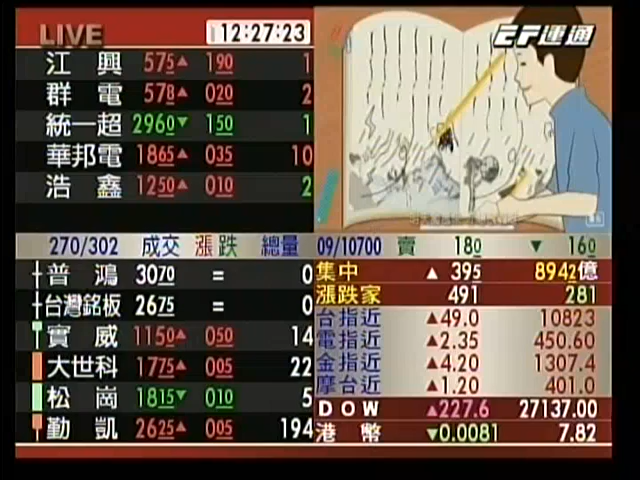 LIVE 12:27:23
江興 575▲ 190 1
群電 578▲ 020 2
統一超 2960▼ 150 1
華邦電 1865▲ 035 10
浩鑫 1250▲ 010 2
運通
270/302 成交 漲跌 總量
普鴻 3070 = 0
台灣銘板 2675 = 0
實威 1150▲ 050 14
大世科 1775▲ 005 22
松崗 1815▼ 010 5
勤凱 2625▲ 005 194
09/10700 賣 180 ▼ 160
集中 ▲ 395 8942億
漲跌家 491 281
台指近 ▲49.0 10823
電指近 ▲2.35 450.60
金指近 ▲4.20 1307.4
摩台近 ▲1.20 401.0
DOW ▲227.6 27137.00
港幣 ▼0.0081 7.82